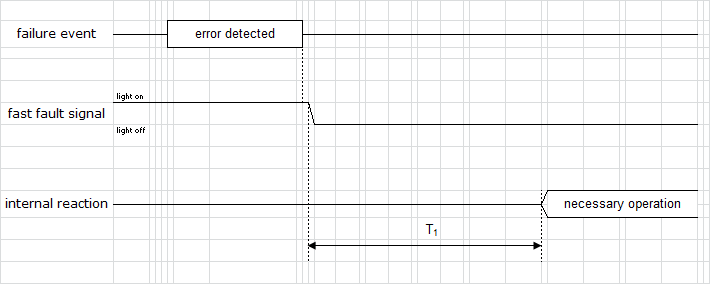 failure event
error detected
light on
fast fault signal
light off
internal reaction
necessary operation
T1